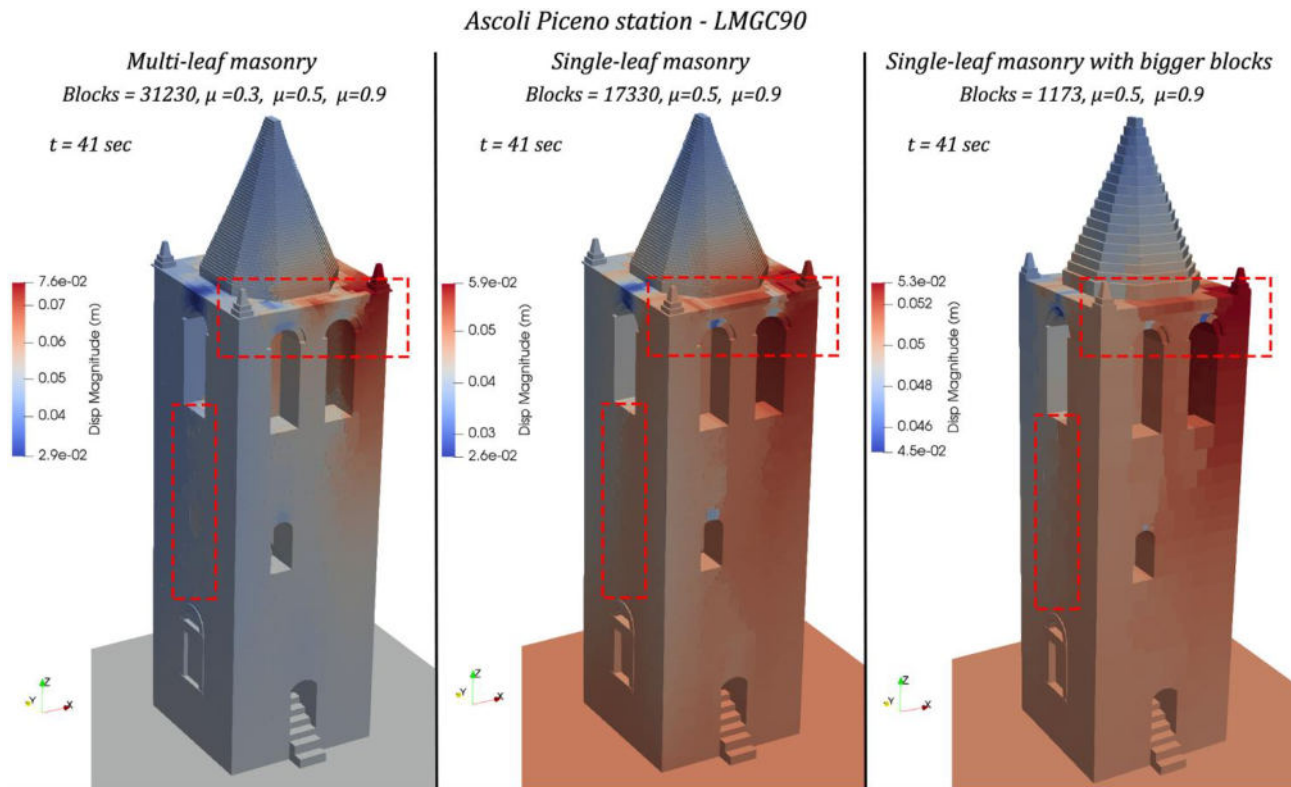 Ascoli Piceno station - LMGC90
Multi-leaf masonry
Blocks = 31230, μ =0.3, μ=0.5, μ=0.9
t = 41 sec
7.6e-02
0.07
0.06
0.05
0.04
2.9e-02
Disp Magnitude (m)
Z
Y
X
Single-leaf masonry
Blocks = 17330, μ=0.5, μ=0.9
t = 41 sec
5.9e-02
0.05
0.04
0.03
2.6e-02
Disp Magnitude (m)
Z
Y
X
Single-leaf masonry with bigger blocks
Blocks = 1173, μ=0.5, μ=0.9
t = 41 sec
5.3e-02
0.052
0.05
0.048
0.046
4.5e-02
Disp Magnitude (m)
Z
Y
X